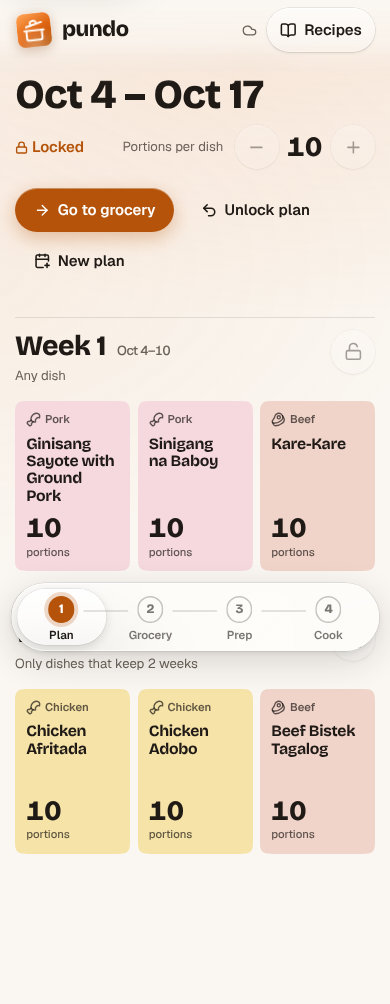 pundo
Recipes
Oct 4 – Oct 17
Locked
Portions per dish
10
Go to grocery
Unlock plan
New plan
Week 1 Oct 4–10
Any dish
Pork
Ginisang
Sayote with
Ground
Pork
10
portions
Pork
Sinigang
na Baboy
10
portions
Beef
Kare-Kare
10
portions
1
Plan
2
Grocery
3
Prep
4
Cook
Only dishes that keep 2 weeks
Chicken
Chicken
Afritada
10
portions
Chicken
Chicken
Adobo
10
portions
Beef
Beef Bistek
Tagalog
10
portions